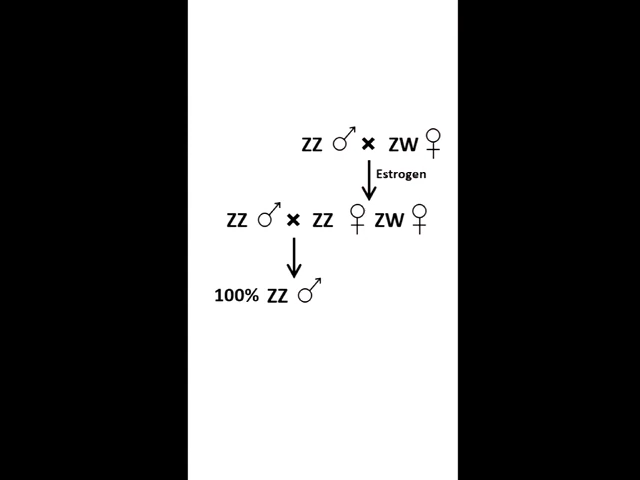 ZZ ♂ × ZW ♀
Estrogen
ZZ ♂ × ZZ ♀ ZW ♀
100% ZZ ♂